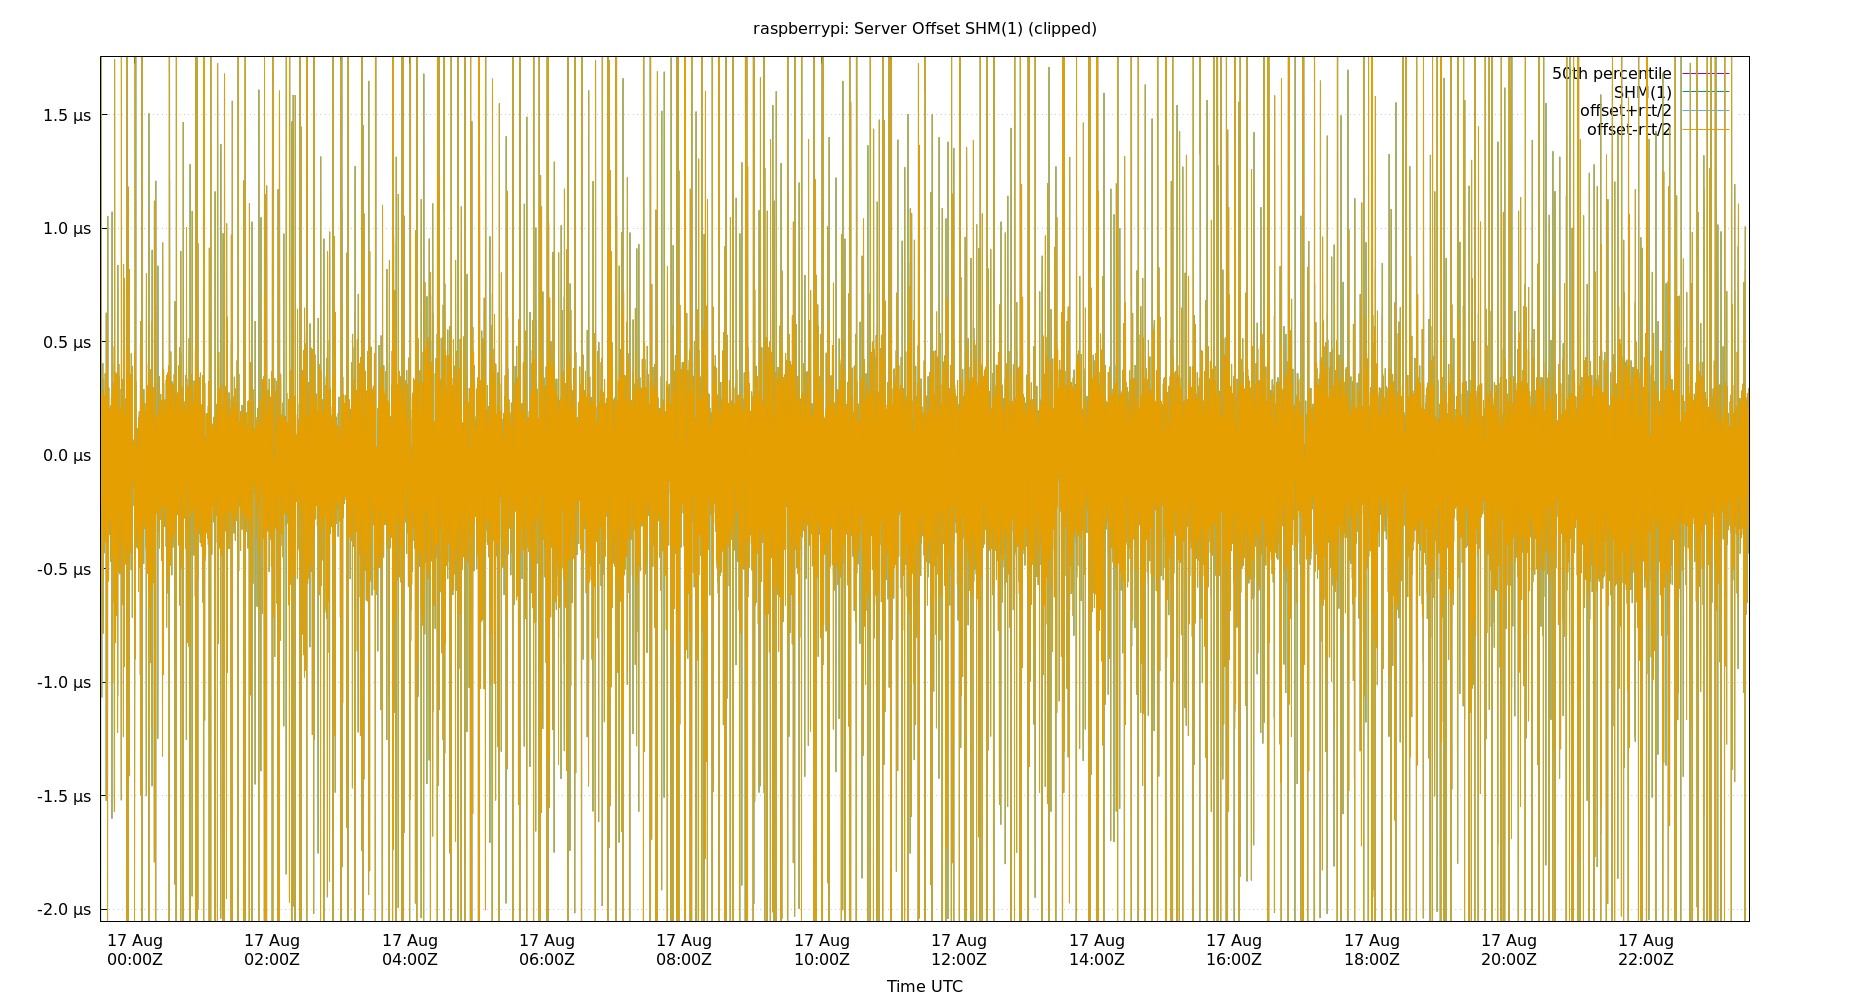 raspberrypi: Server Offset SHM(1) (clipped)
50th percentile
SHM(1)
offset+rtt/2
offset-rtt/2
1.5 µs
1.0 µs
0.5 µs
0.0 µs
-0.5 µs
-1.0 µs
-1.5 µs
-2.0 µs
17 Aug 17 Aug 17 Aug 17 Aug 17 Aug 17 Aug 17 Aug 17 Aug 17 Aug 17 Aug 17 Aug 17 Aug
00:00Z 02:00Z 04:00Z 06:00Z 08:00Z 10:00Z 12:00Z 14:00Z 16:00Z 18:00Z 20:00Z 22:00Z
Time UTC